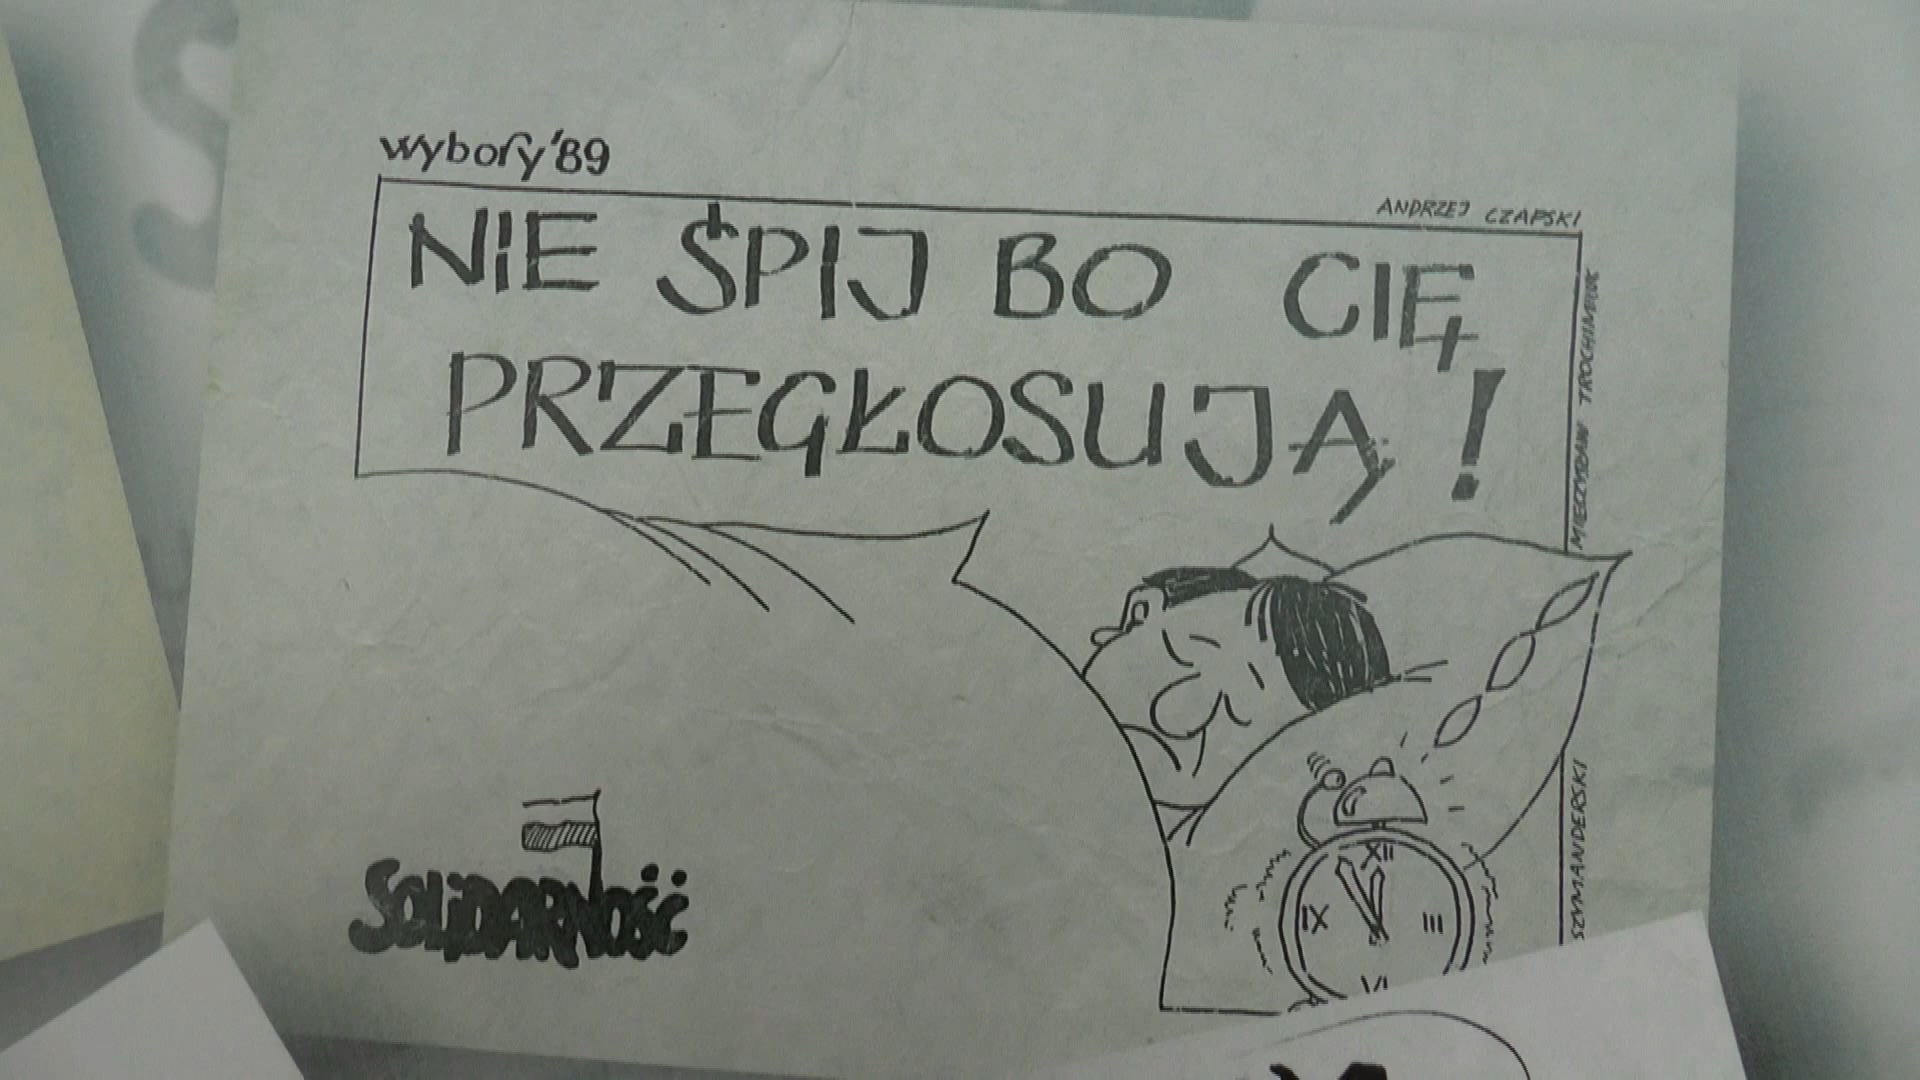 wybory'89
ANDRZEJ CZAPSKI
NIE ŚPIJ BO CIĘ
PRZEGŁOSUJĄ!
MIECZYSŁAW TROCHIMIUK
SZYMANDERSKI
SOLIDARNOŚĆ
XII
IX III
VI
S